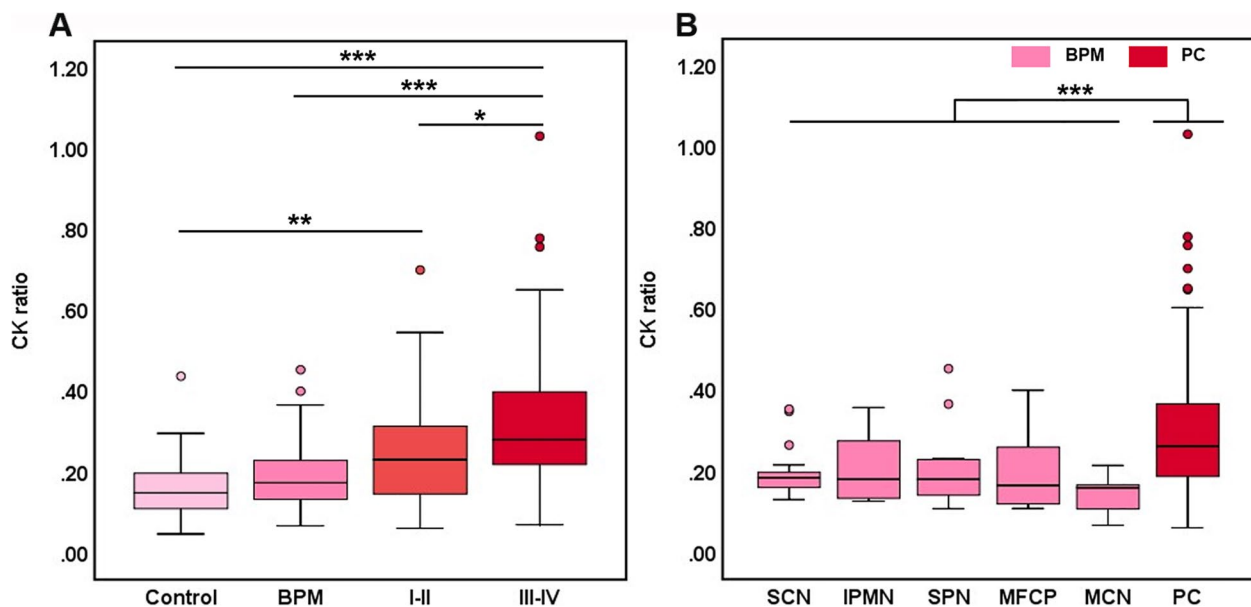 A
1.20
1.00
.80
.60
.40
.20
.00
CK ratio
***
***
*
**
Control BPM I-II III-IV
B
BPM PC
1.20
1.00
.80
.60
.40
.20
.00
CK ratio
***
SCN IPMN SPN MFCP MCN PC